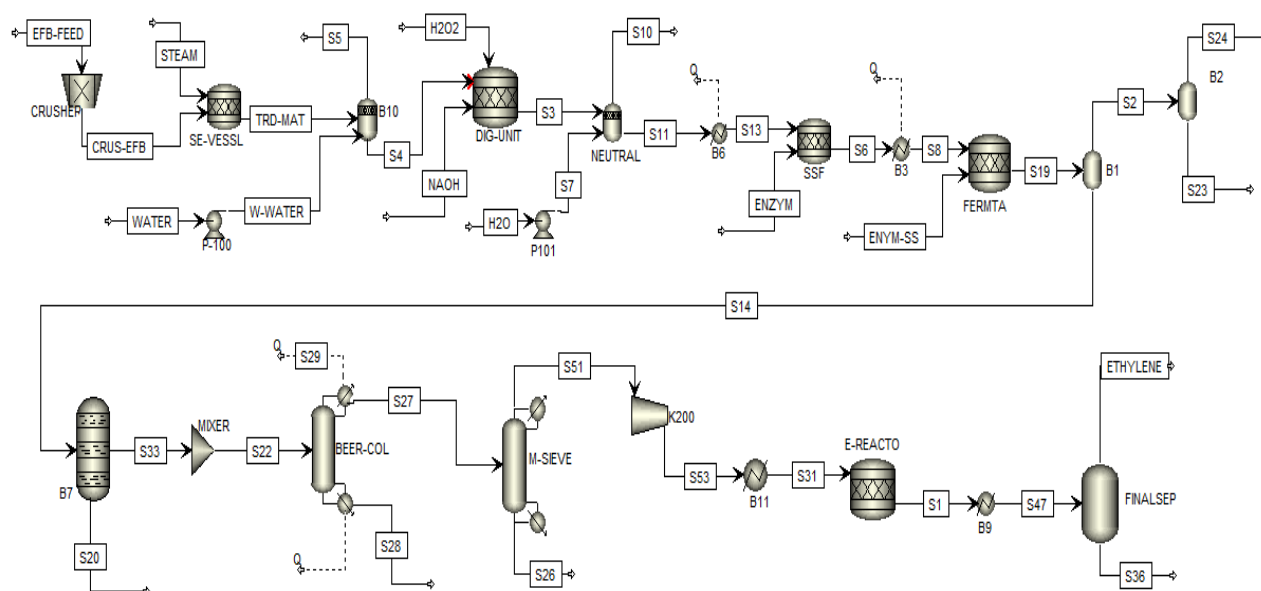 EFB-FEED
STEAM
S5
H2O2
S10
S24
B2
CRUSHER
TRD-MAT
B10
S3
Q
Q
S2
CRUS-EFB
SE-VESSL
S4
DIG-UNIT
NEUTRAL
S11
B6
S13
SSF
S6
B3
S8
S19
B1
S23
NAOH
S7
ENZYM
FERMTA
WATER
W-WATER
P-100
H2O
P101
ENYM-SS
S14
Q
S29
S51
ETHYLENE
S27
K200
MIXER
S33
S22
BEER-COL
M-SIEVE
E-REACTO
S53
S31
B11
S1
S47
B9
FINALSEP
B7
S20
Q
S28
S26
S36